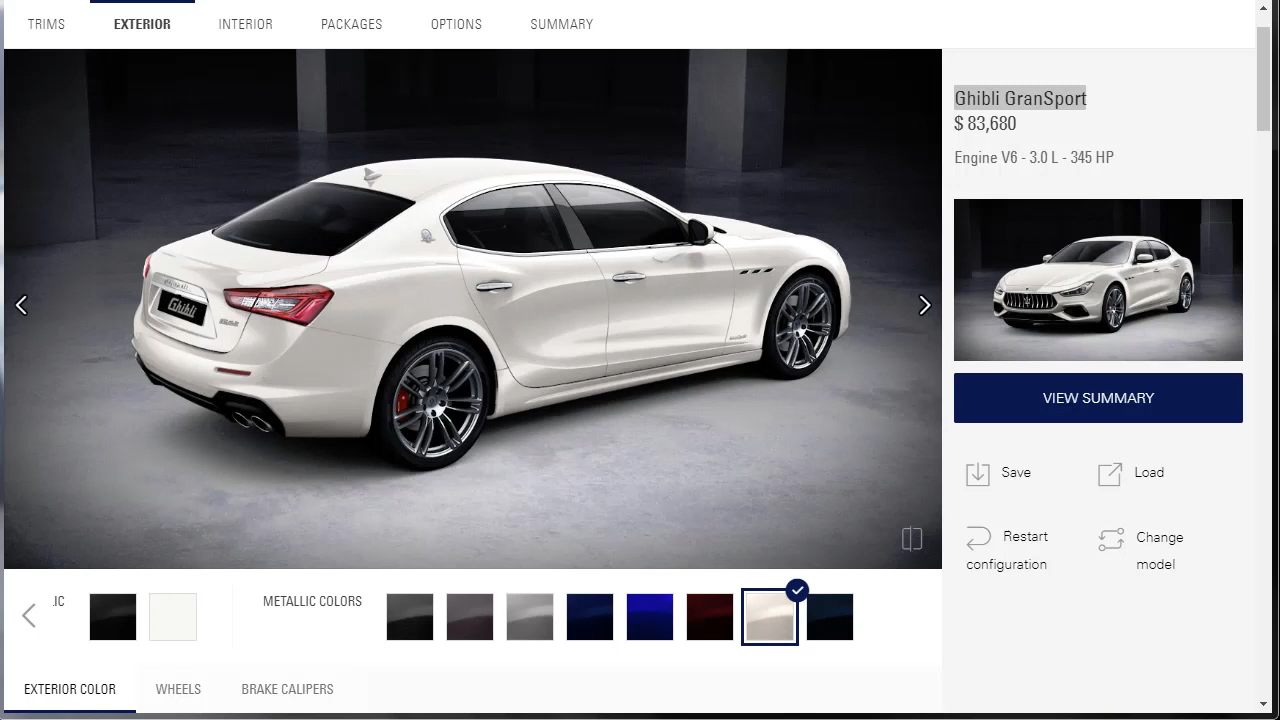 TRIMS
EXTERIOR
INTERIOR
PACKAGES
OPTIONS
SUMMARY
Ghibli GranSport
$ 83,680
Engine V6 - 3.0 L - 345 HP
Ghibli
VIEW SUMMARY
Save
Load
Restart
configuration
Change
model
.IC
METALLIC COLORS
EXTERIOR COLOR
WHEELS
BRAKE CALIPERS